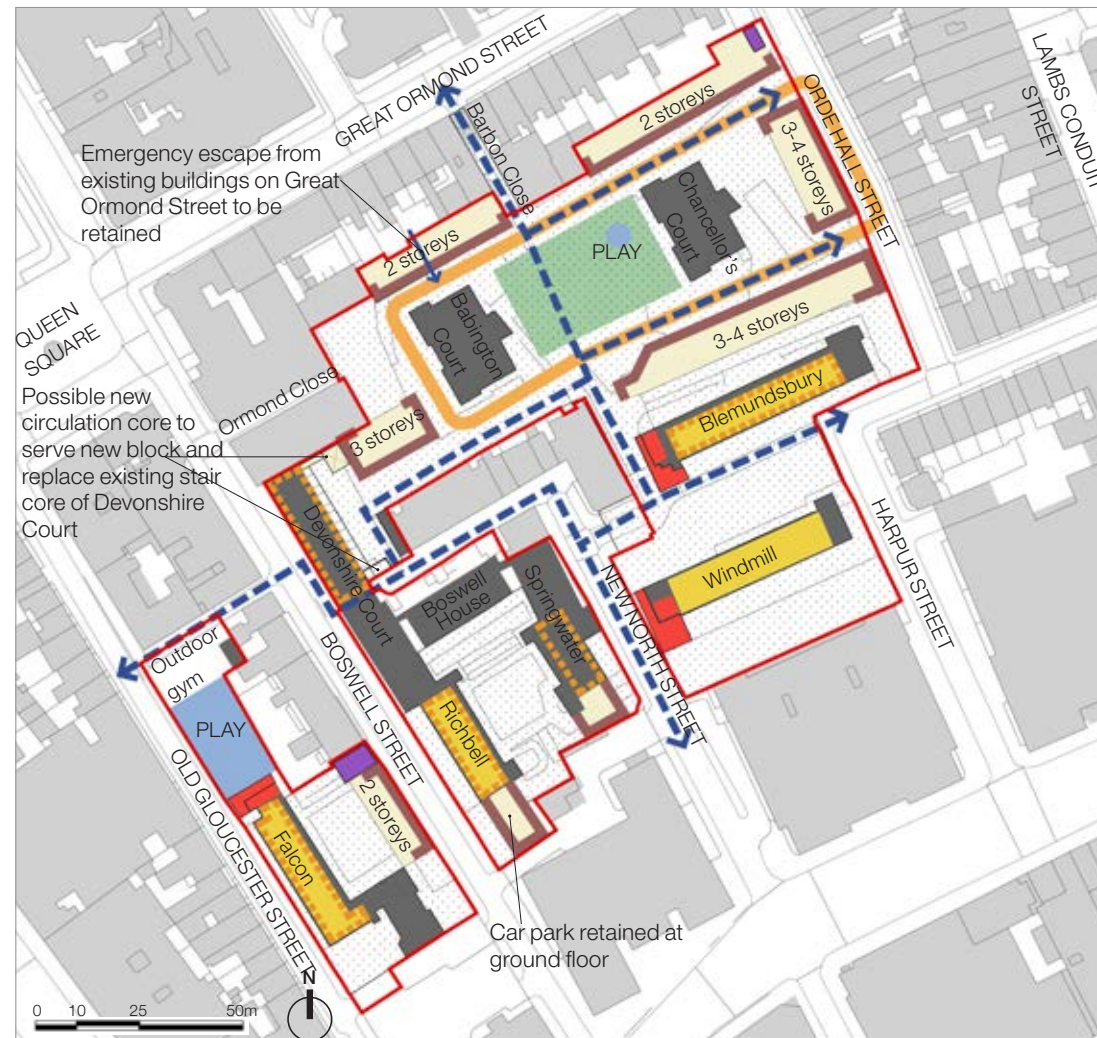 GREAT ORMOND STREET
Barbon Close
2 storeys
ORDE HALL STREET
LAMBS CONDUIT
STREET
Emergency escape from
existing buildings on Great
Ormond Street to be
retained
3-4 storeys
Chancellor's
Court
PLAY
2 storeys
QUEEN
SQUARE
Babington
Court
3-4 storeys
Ormond Close
Possible new
circulation core to
serve new block and
replace existing stair
core of Devonshire
Court
3 storeys
Blemundsbury
Devonshire Court
HARPUR STREET
Windmill
Boswell
House
Springwater
NEW NORTH STREET
Outdoor
gym
BOSWELL STREET
PLAY
Richbell
OLD GLOUCESTER STREET
2 storeys
Falcon
Car park retained at
ground floor
N
0 10 25 50m